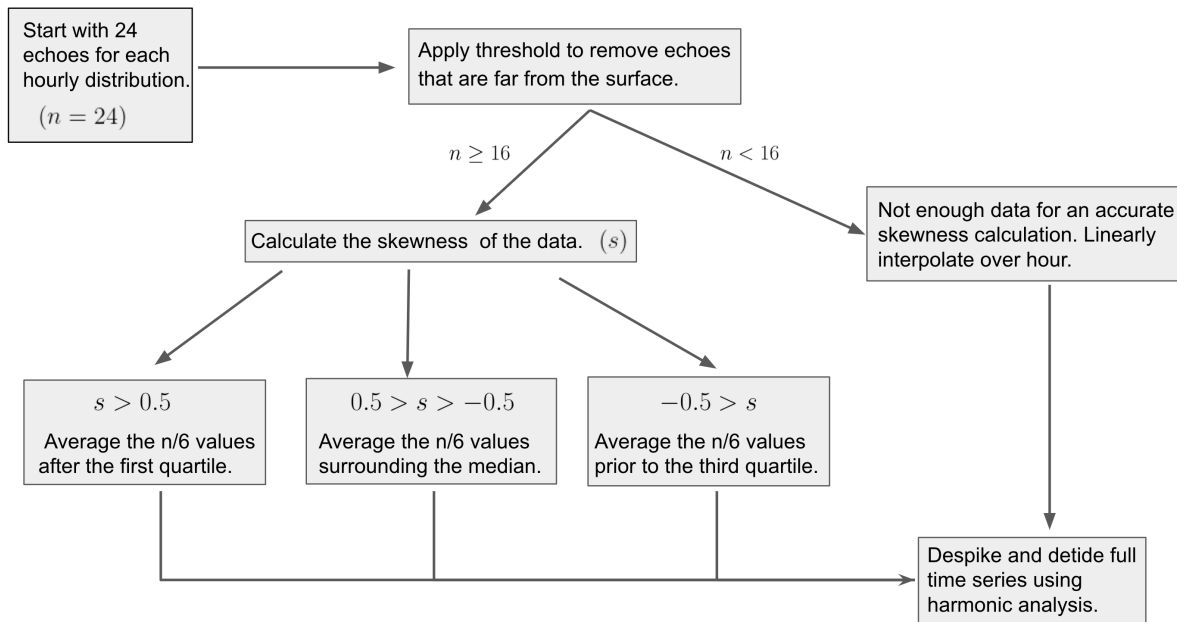 Start with 24
echoes for each
hourly distribution.
(n = 24)
Apply threshold to remove echoes
that are far from the surface.
n ≥ 16
n < 16
Not enough data for an accurate
skewness calculation. Linearly
interpolate over hour.
Calculate the skewness of the data. (s)
s > 0.5
Average the n/6 values
after the first quartile.
0.5 > s > −0.5
Average the n/6 values
surrounding the median.
−0.5 > s
Average the n/6 values
prior to the third quartile.
Despike and detide full
time series using
harmonic analysis.